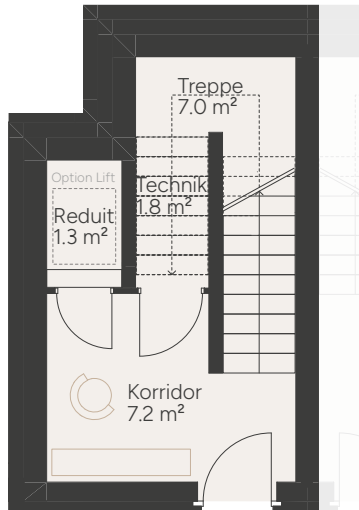 Treppe
7.0 m²
Option Lift
Technik
1.8 m²
Reduit
1.3 m²
Korridor
7.2 m²